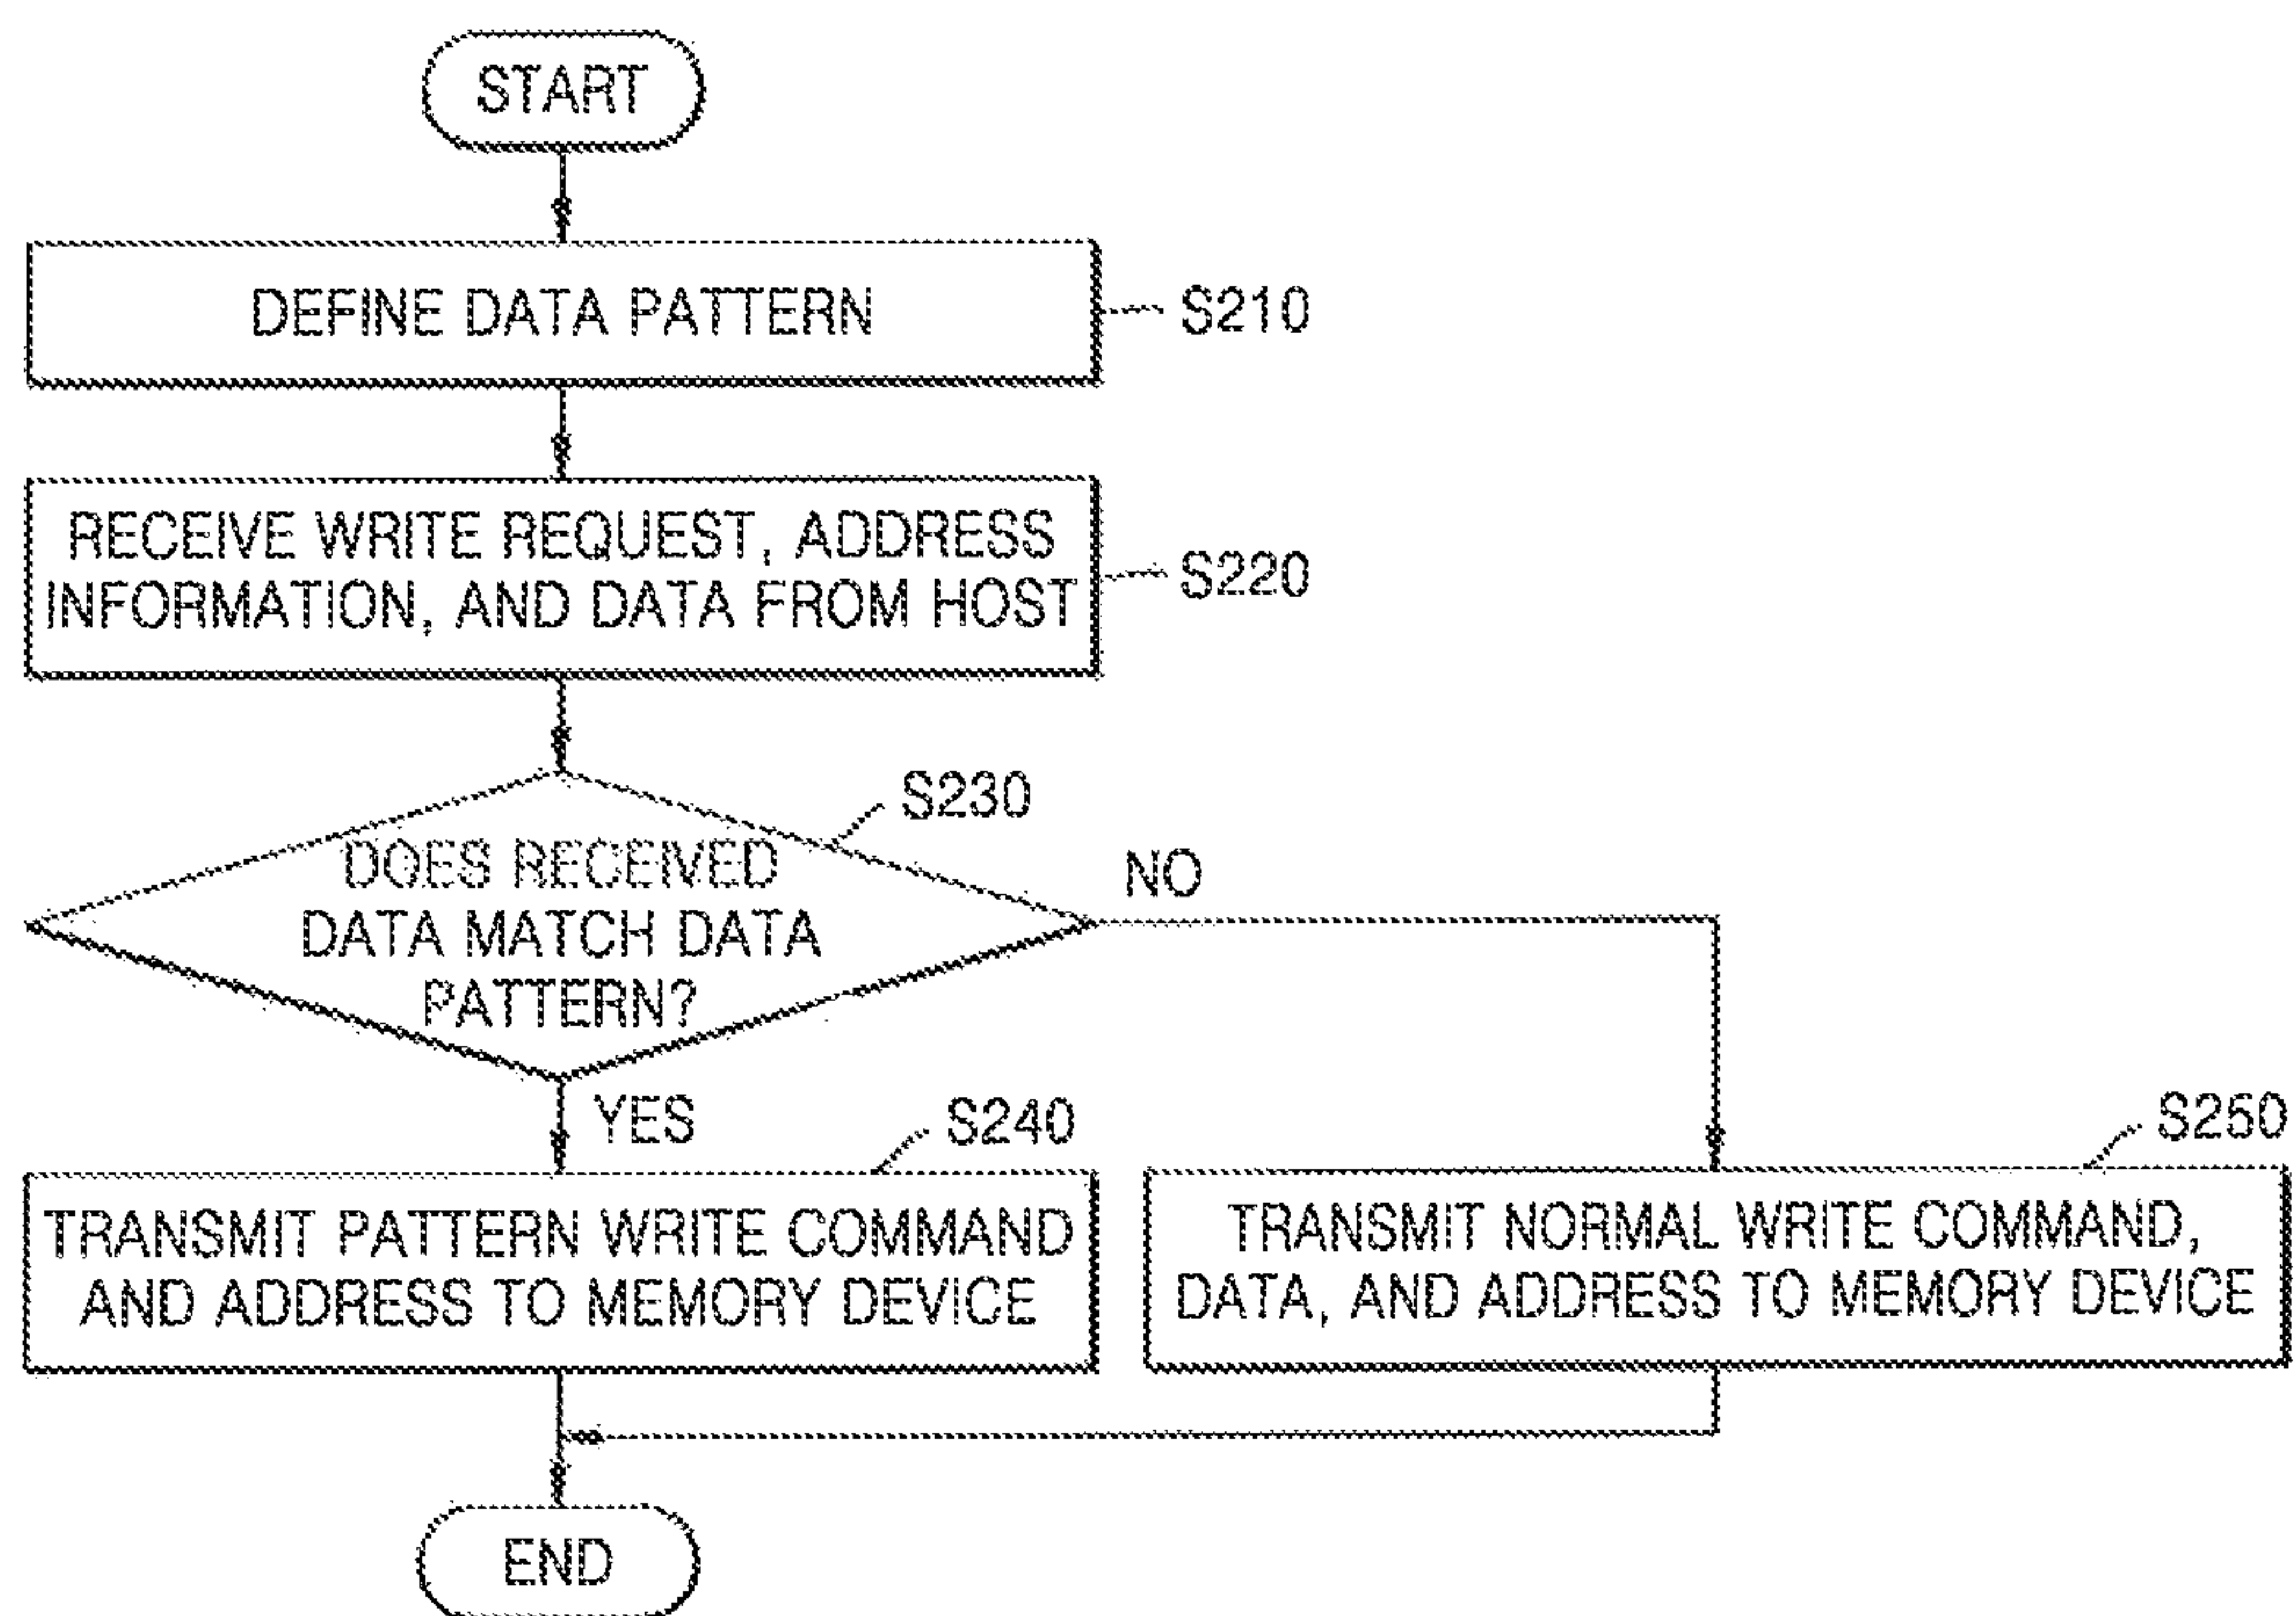 START
DEFINE DATA PATTERN
S210
RECEIVE WRITE REQUEST, ADDRESS
INFORMATION, AND DATA FROM HOST
S220
S230
DOES RECEIVED
DATA MATCH DATA
PATTERN?
NO
YES
S240
TRANSMIT PATTERN WRITE COMMAND
AND ADDRESS TO MEMORY DEVICE
S250
TRANSMIT NORMAL WRITE COMMAND,
DATA, AND ADDRESS TO MEMORY DEVICE
END